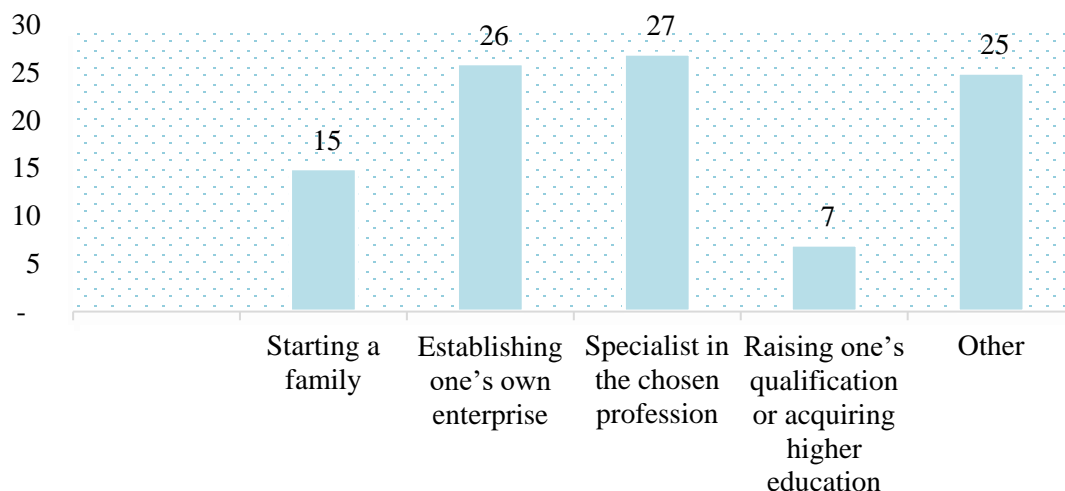 30
25
20
15
10
5
-
15
26
27
7
25
Starting a
family
Establishing
one’s own
enterprise
Specialist in
the chosen
profession
Raising one’s
qualification
or acquiring
higher
education
Other